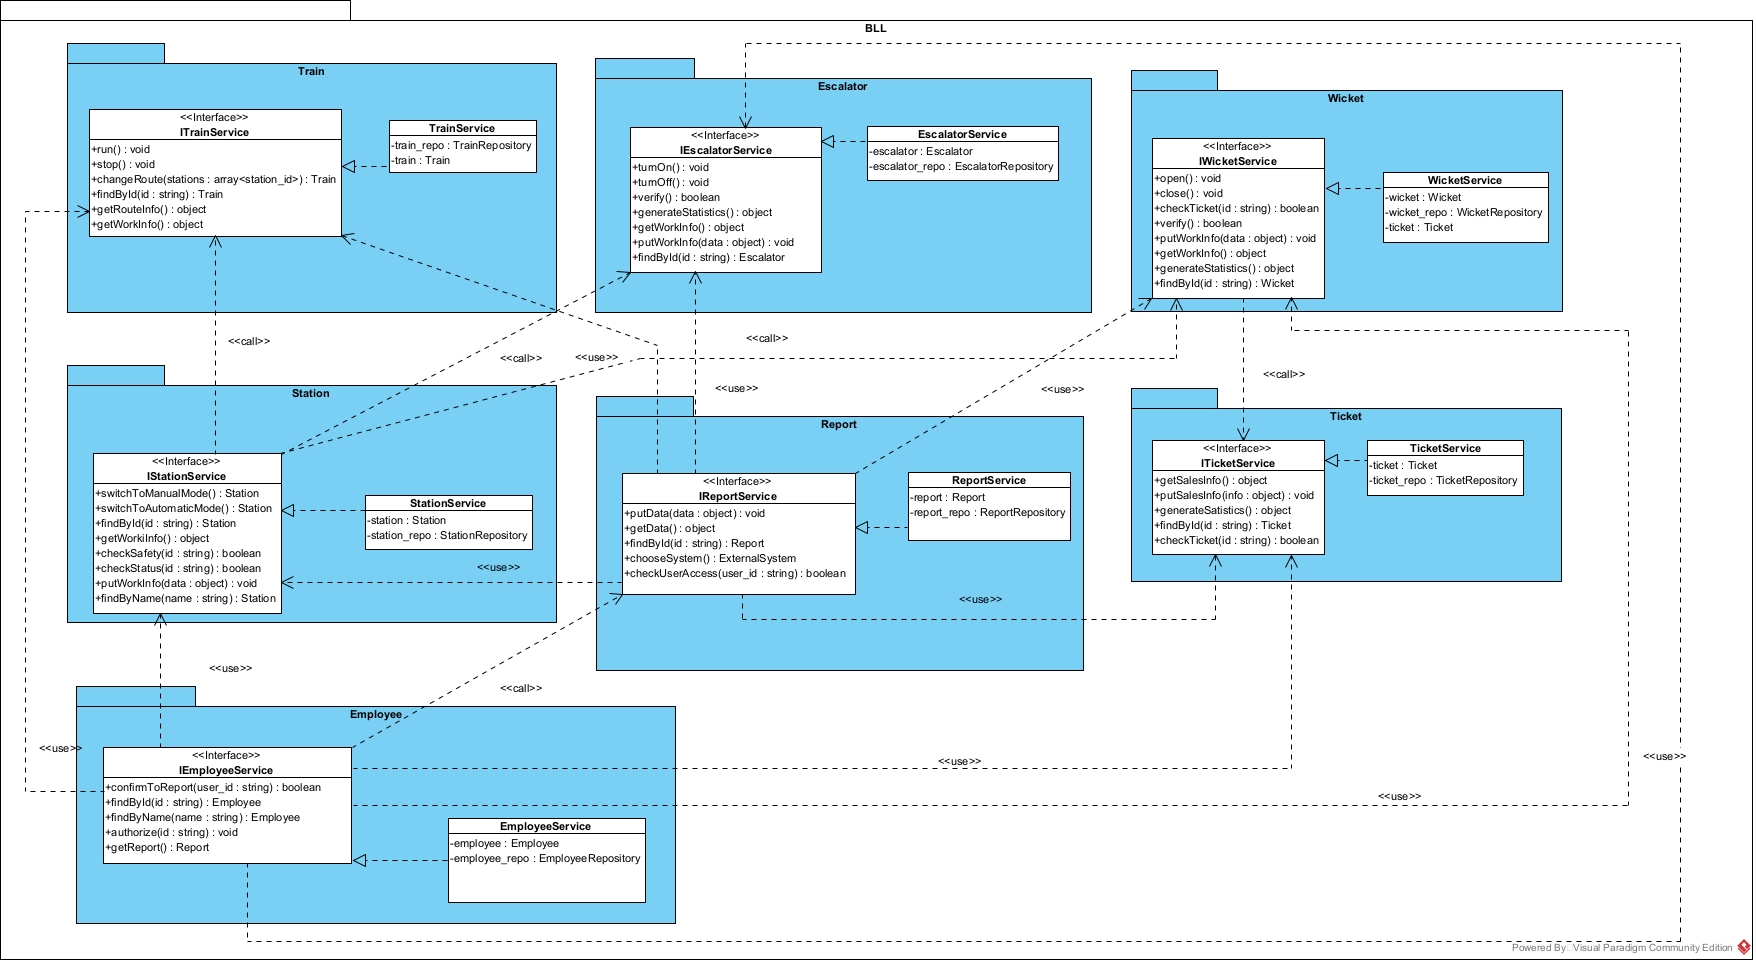 BLL
Train
<<Interface>>
ITrainService
+run() : void
+stop() : void
+changeRoute(stations : array<station_id>) : Train
+findById(id : string) : Train
+getRouteInfo() : object
+getWorkInfo() : object
TrainService
-train_repo : TrainRepository
-train : Train
Escalator
<<Interface>>
IEscalatorService
+turnOn() : void
+turnOff() : void
+verify() : boolean
+generateStatistics() : object
+getWorkInfo() : object
+putWorkInfo(data : object) : void
+findById(id : string) : Escalator
EscalatorService
-escalator : Escalator
-escalator_repo : EscalatorRepository
Wicket
<<Interface>>
IWicketService
+open() : void
+close() : void
+checkTicket(id : string) : boolean
+verify() : boolean
+putWorkInfo(data : object) : void
+getWorkInfo() : object
+generateStatistics() : object
+findById(id : string) : Wicket
WicketService
-wicket : Wicket
-wicket_repo : WicketRepository
-ticket : Ticket
<<call>>
<<call>>
<<use>>
<<call>>
<<use>>
<<use>>
<<call>>
Station
<<Interface>>
IStationService
+switchToManualMode() : Station
+switchToAutomaticMode() : Station
+findById(id : string) : Station
+getWorkiInfo() : object
+checkSafety(id : string) : boolean
+checkStatus(id : string) : boolean
+putWorkInfo(data : object) : void
+findByName(name : string) : Station
StationService
-station : Station
-station_repo : StationRepository
<<use>>
Report
<<Interface>>
IReportService
+putData(data : object) : void
+getData() : object
+findById(id : string) : Report
+chooseSystem() : ExternalSystem
+checkUserAccess(user_id : string) : boolean
ReportService
-report : Report
-report_repo : ReportRepository
<<use>>
Ticket
<<Interface>>
ITicketService
+getSalesInfo() : object
+putSalesInfo(info : object) : void
+generateSatistics() : object
+findById(id : string) : Ticket
+checkTicket(id : string) : boolean
TicketService
-ticket : Ticket
-ticket_repo : TicketRepository
<<use>>
<<call>>
<<use>>
<<use>>
<<use>>
<<use>>
Employee
<<Interface>>
IEmployeeService
+confirmToReport(user_id : string) : boolean
+findById(id : string) : Employee
+findByName(name : string) : Employee
+authorize(id : string) : void
+getReport() : Report
EmployeeService
-employee : Employee
-employee_repo : EmployeeRepository
Powered By Visual Paradigm Community Edition